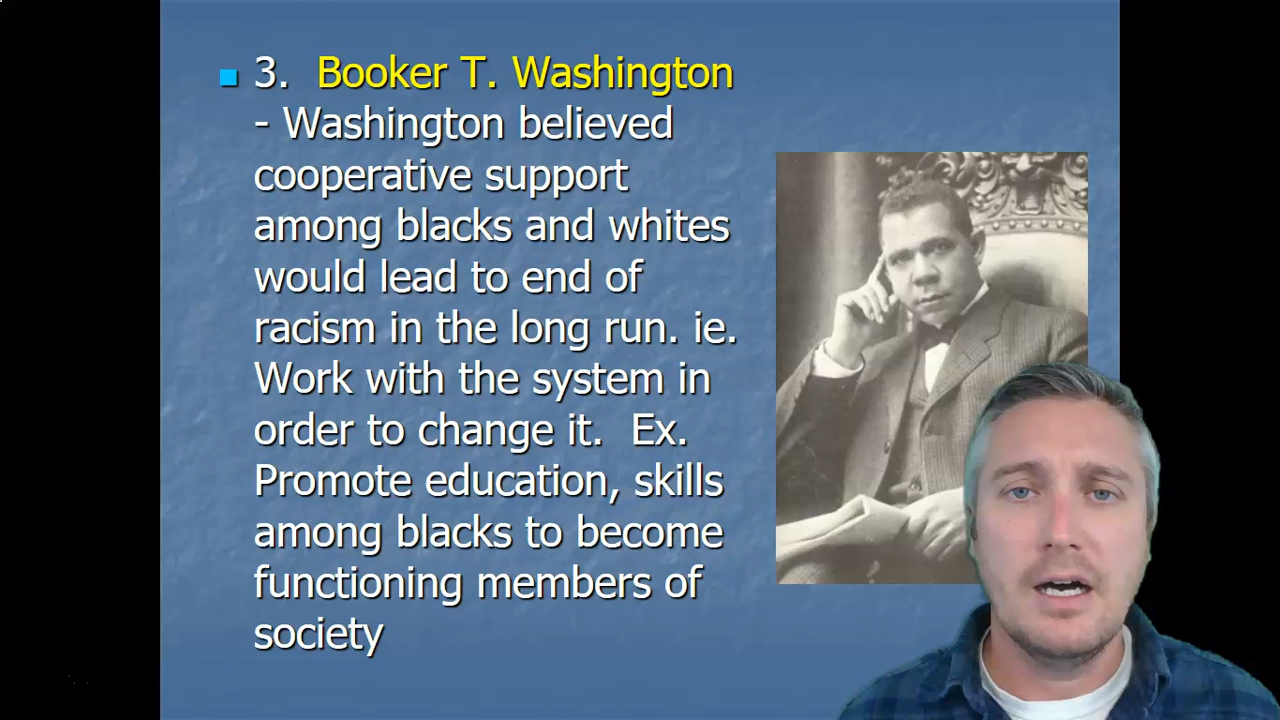 3. Booker T. Washington
- Washington believed
cooperative support
among blacks and whites
would lead to end of
racism in the long run. ie.
Work with the system in
order to change it. Ex.
Promote education, skills
among blacks to become
functioning members of
society